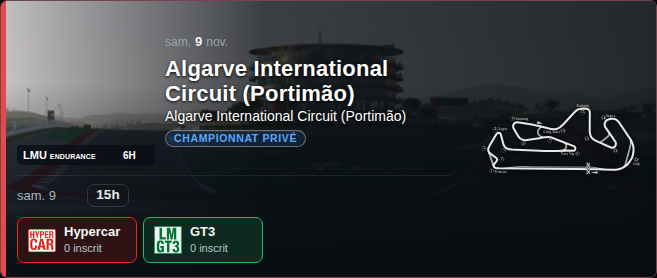 sam. 9 nov.
Algarve International
Circuit (Portimão)
Algarve International Circuit (Portimão)
CHAMPIONNAT PRIVÉ
LMU ENDURANCE 6H
sam. 9 15h
HYPER
CAR
Hypercar
0 inscrit
LM
GT3
GT3
0 inscrit